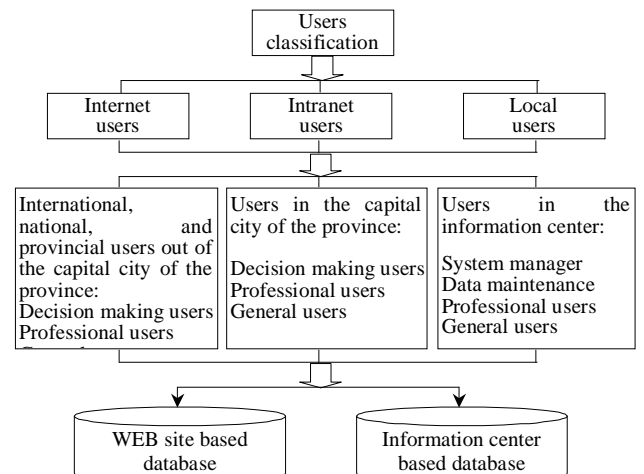 Users
classification
Internet
users
Intranet
users
Local
users
International,
national, and
provincial users out of
the capital city of the
province:
Decision making users
Professional users
Users in the capital
city of the province:
Decision making users
Professional users
General users
Users in the
information center:
System manager
Data maintenance
Professional users
General users
WEB site based
database
Information center
based database